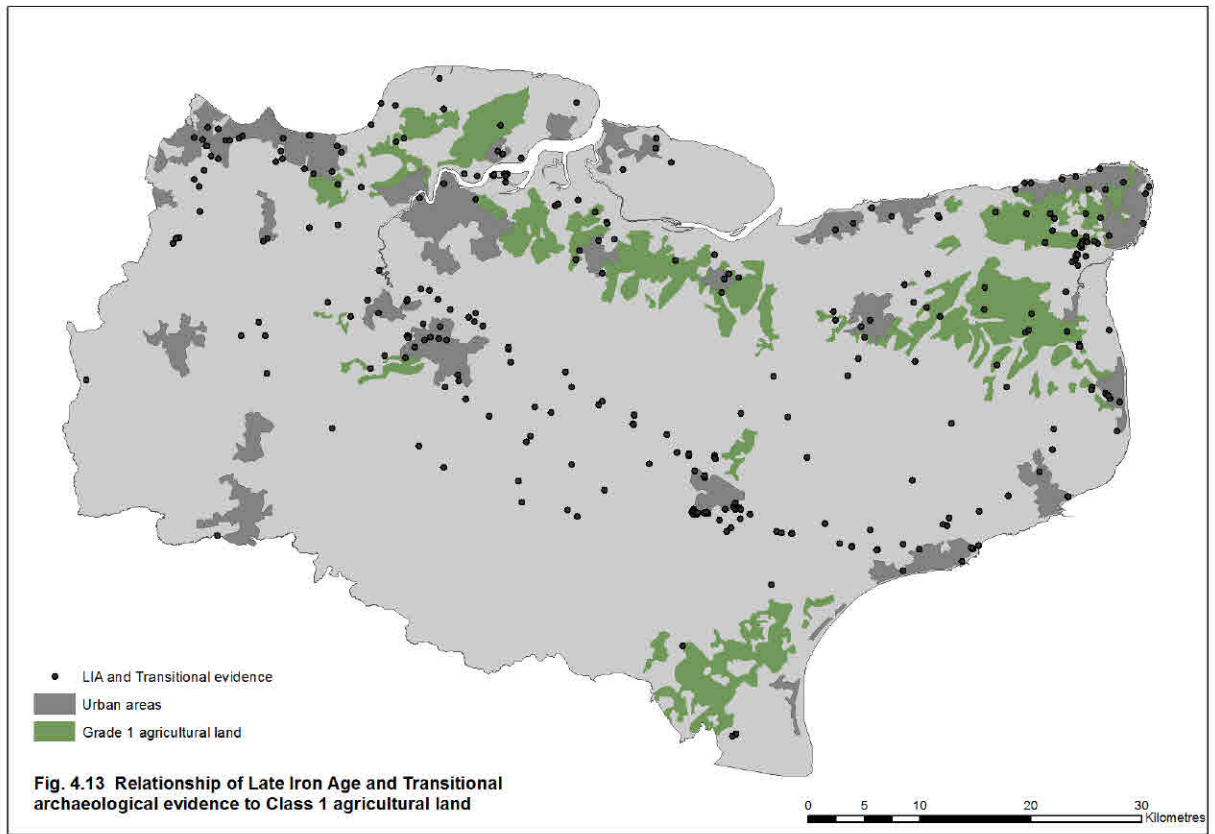 LIA and Transitional evidence
Urban areas
Grade 1 agricultural land
Fig. 4.13 Relationship of Late Iron Age and Transitional
archaeological evidence to Class 1 agricultural land
0 5 10 20 30
Kilometres